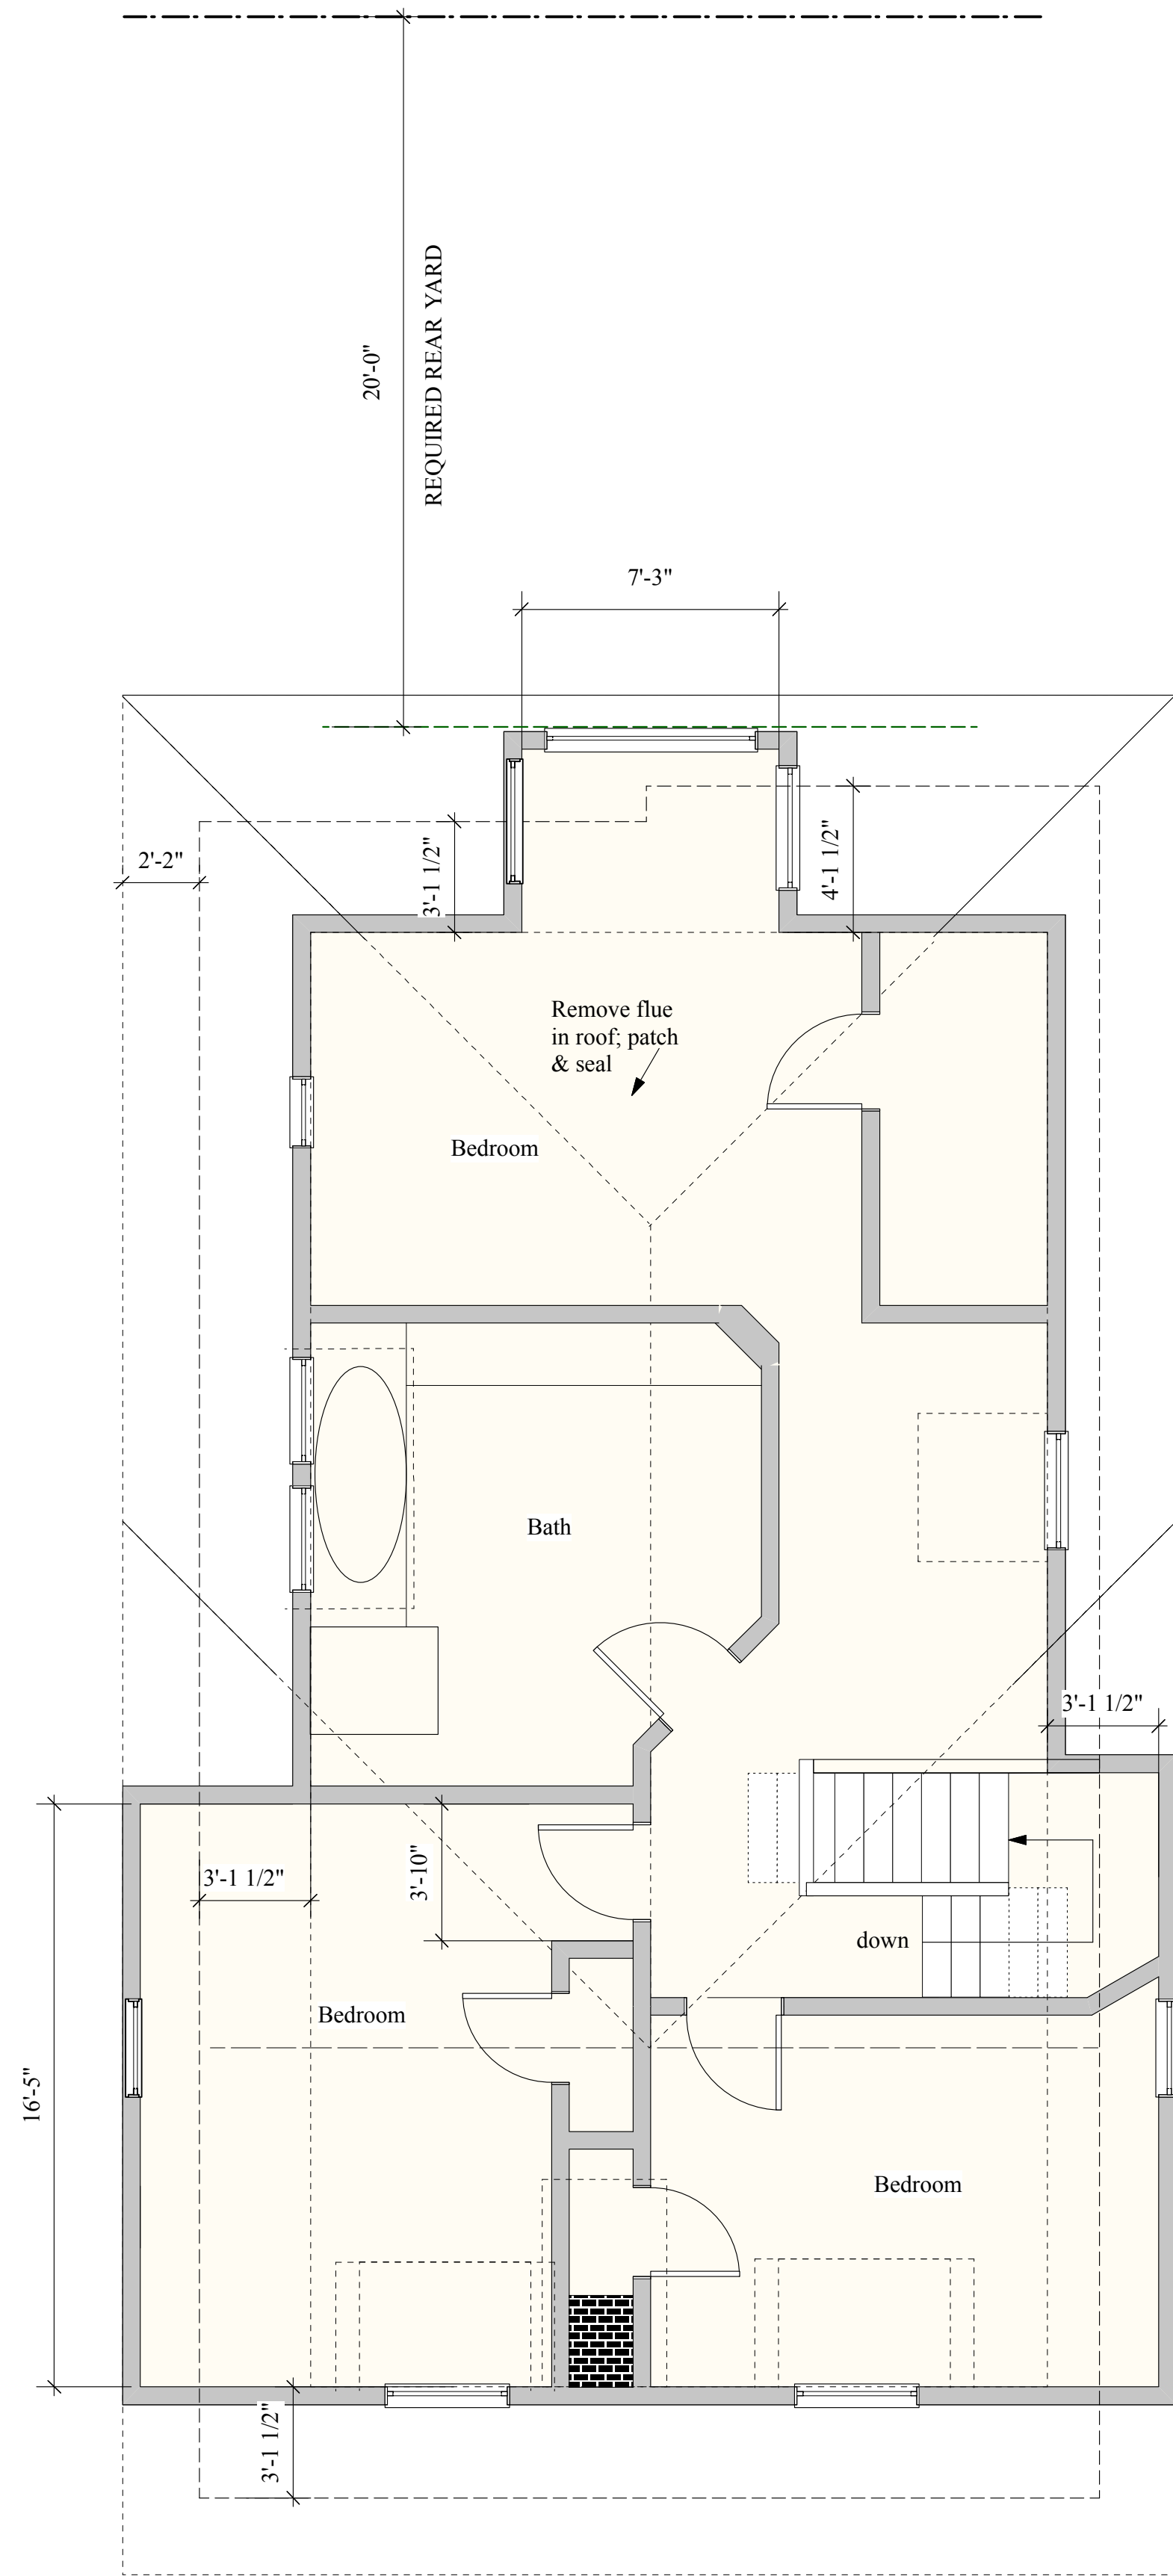 20'-0"
REQUIRED REAR YARD
7'-3"
2'-2"
3'-1 1/2"
4'-1 1/2"
Remove flue
in roof; patch
& seal
Bedroom
Bath
3'-1 1/2"
3'-1 1/2"
3'-10"
down
Bedroom
16'-5"
Bedroom
3'-1 1/2"